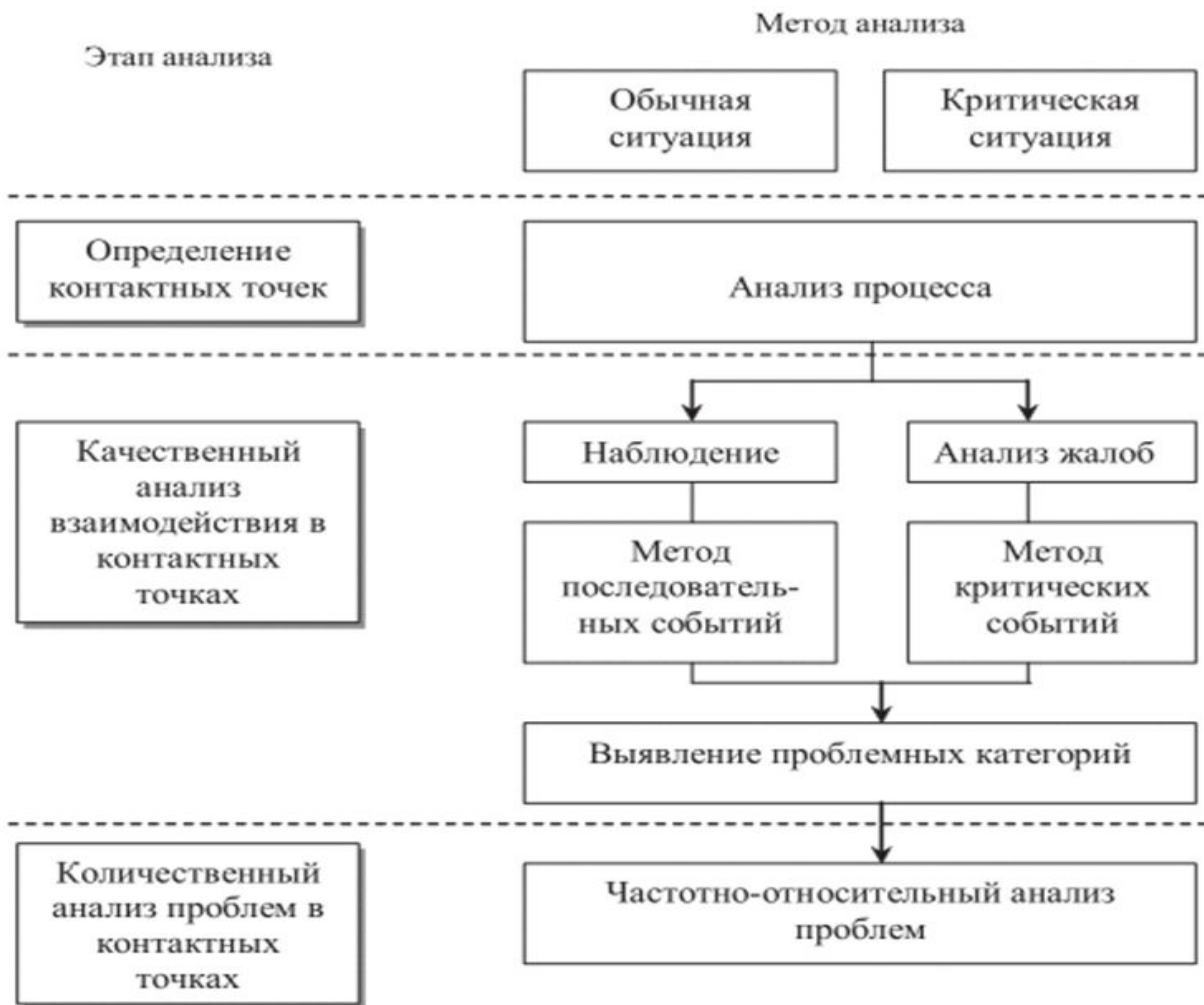 Метод анализа
Этап анализа
Обычная
ситуация
Критическая
ситуация
Определение
контактных точек
Анализ процесса
Качественный
анализ
взаимодействия в
контактных
точках
Наблюдение
Анализ жалоб
Метод
последователь-
ных событий
Метод
критических
событий
Выявление проблемных категорий
Количественный
анализ проблем в
контактных
точках
Частотно-относительный анализ
проблем